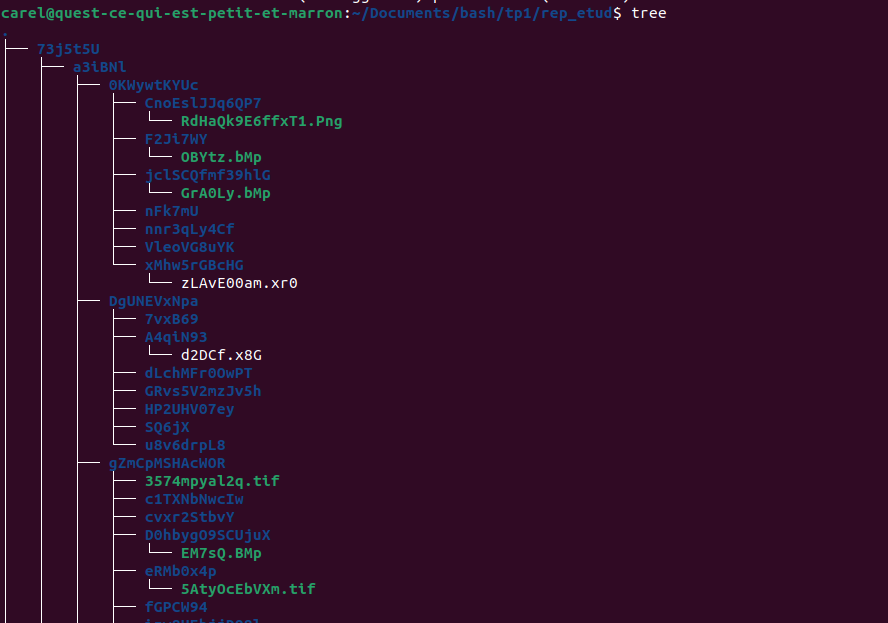 carel@quest-ce-qui-est-petit-et-marron:~/Documents/bash/tp1/rep_etud$ tree
.
├── 73j5t5U
│   ├── a3iBNl
│   │   ├── 0KWywtKYUc
│   │   │   ├── CnoEslJJq6QP7
│   │   │   │   └── RdHaQk9E6ffxT1.Png
│   │   │   ├── F2Ji7WY
│   │   │   │   └── OBYtz.bMp
│   │   │   ├── jclSCQfmf39hlG
│   │   │   │   └── GrA0Ly.bMp
│   │   │   ├── nFk7mU
│   │   │   ├── nnr3qLy4Cf
│   │   │   ├── VleoVG8uYK
│   │   │   └── xMhw5rGBcHG
│   │   │       └── zLAvE00am.xr0
│   │   ├── DgUNEVxNpa
│   │   │   ├── 7vxB69
│   │   │   ├── A4qiN93
│   │   │   │   └── d2DCf.x8G
│   │   │   ├── dLchMFr0OwPT
│   │   │   ├── GRvs5V2mzJv5h
│   │   │   ├── HP2UHV07ey
│   │   │   ├── SQ6jX
│   │   │   └── u8v6drpL8
│   │   ├── gZmCpMSHAcWOR
│   │   │   ├── 3574mpyal2q.tif
│   │   │   ├── c1TXNbNwcIw
│   │   │   ├── cvxr2StbvY
│   │   │   ├── D0hbygO9SCUjuX
│   │   │   │   └── EM7sQ.BMp
│   │   │   ├── eRMb0x4p
│   │   │   │   └── 5AtyOcEbVXm.tif
│   │   │   ├── fGPCW94